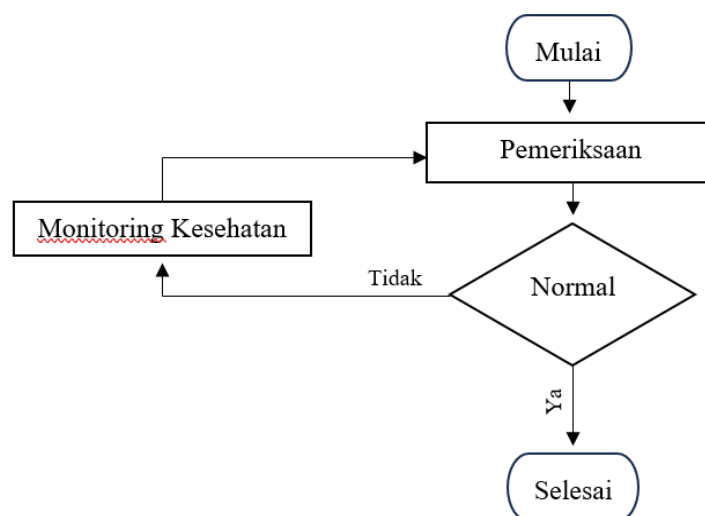 Mulai
Pemeriksaan
Monitoring Kesehatan
Tidak
Normal
Ya
Selesai